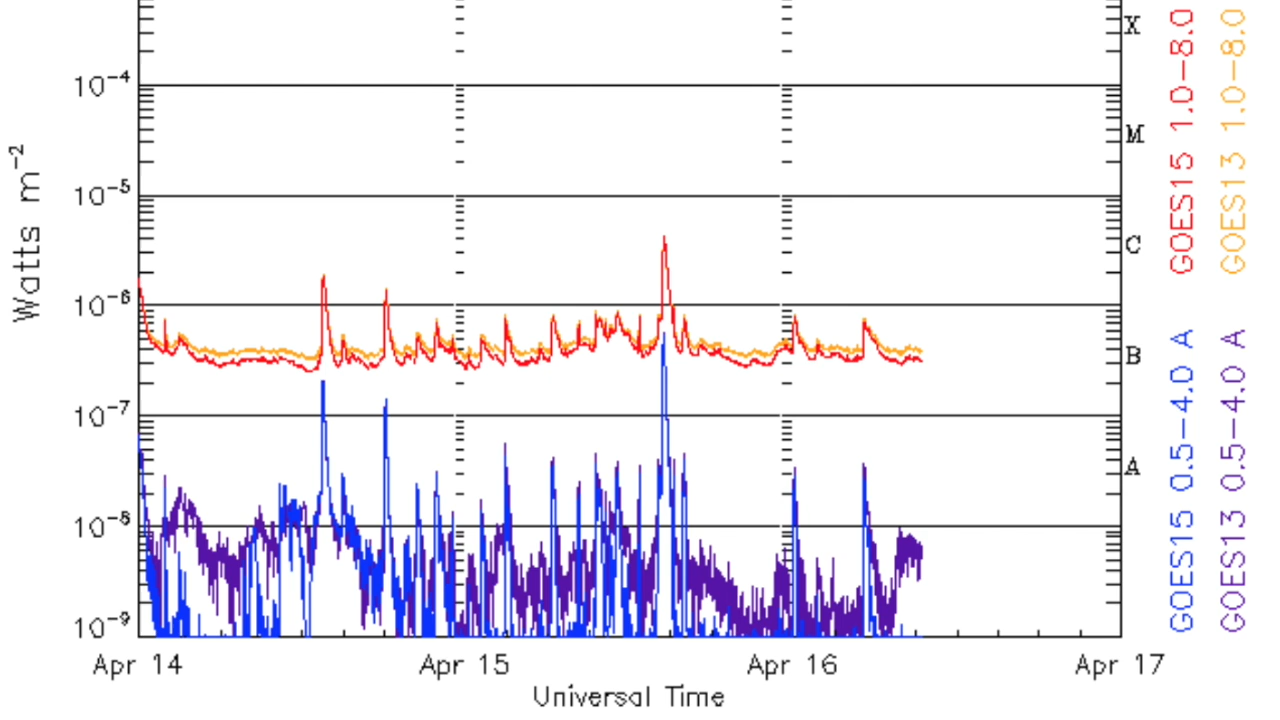 Watts m⁻²
10⁻⁴
10⁻⁵
10⁻⁶
10⁻⁷
10⁻⁸
10⁻⁹
X
M
C
B
A
Apr 14
Apr 15
Apr 16
Apr 17
Universal Time
GOES15 1.0–8.0
GOES13 1.0–8.0
GOES15 0.5–4.0 A
GOES13 0.5–4.0 A